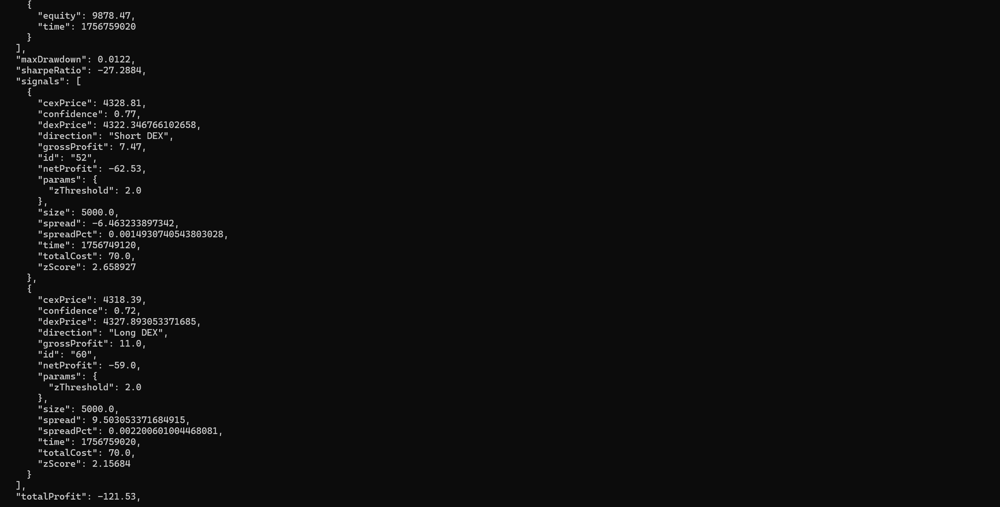 {
"equity": 9878.47,
"time": 1756759020
}
],
"maxDrawdown": 0.0122,
"sharpeRatio": -27.2884,
"signals": [
{
"cexPrice": 4328.81,
"confidence": 0.77,
"dexPrice": 4322.346766102658,
"direction": "Short DEX",
"grossProfit": 7.47,
"id": "52",
"netProfit": -62.53,
"params": {
"zThreshold": 2.0
},
"size": 5000.0,
"spread": -6.463233897342,
"spreadPct": 0.0014930740543803028,
"time": 1756749120,
"totalCost": 70.0,
"zScore": 2.658927
},
{
"cexPrice": 4318.39,
"confidence": 0.72,
"dexPrice": 4327.893053371685,
"direction": "Long DEX",
"grossProfit": 11.0,
"id": "60",
"netProfit": -59.0,
"params": {
"zThreshold": 2.0
},
"size": 5000.0,
"spread": 9.503053371684915,
"spreadPct": 0.002200601004468081,
"time": 1756759020,
"totalCost": 70.0,
"zScore": 2.15684
}
],
"totalProfit": -121.53,